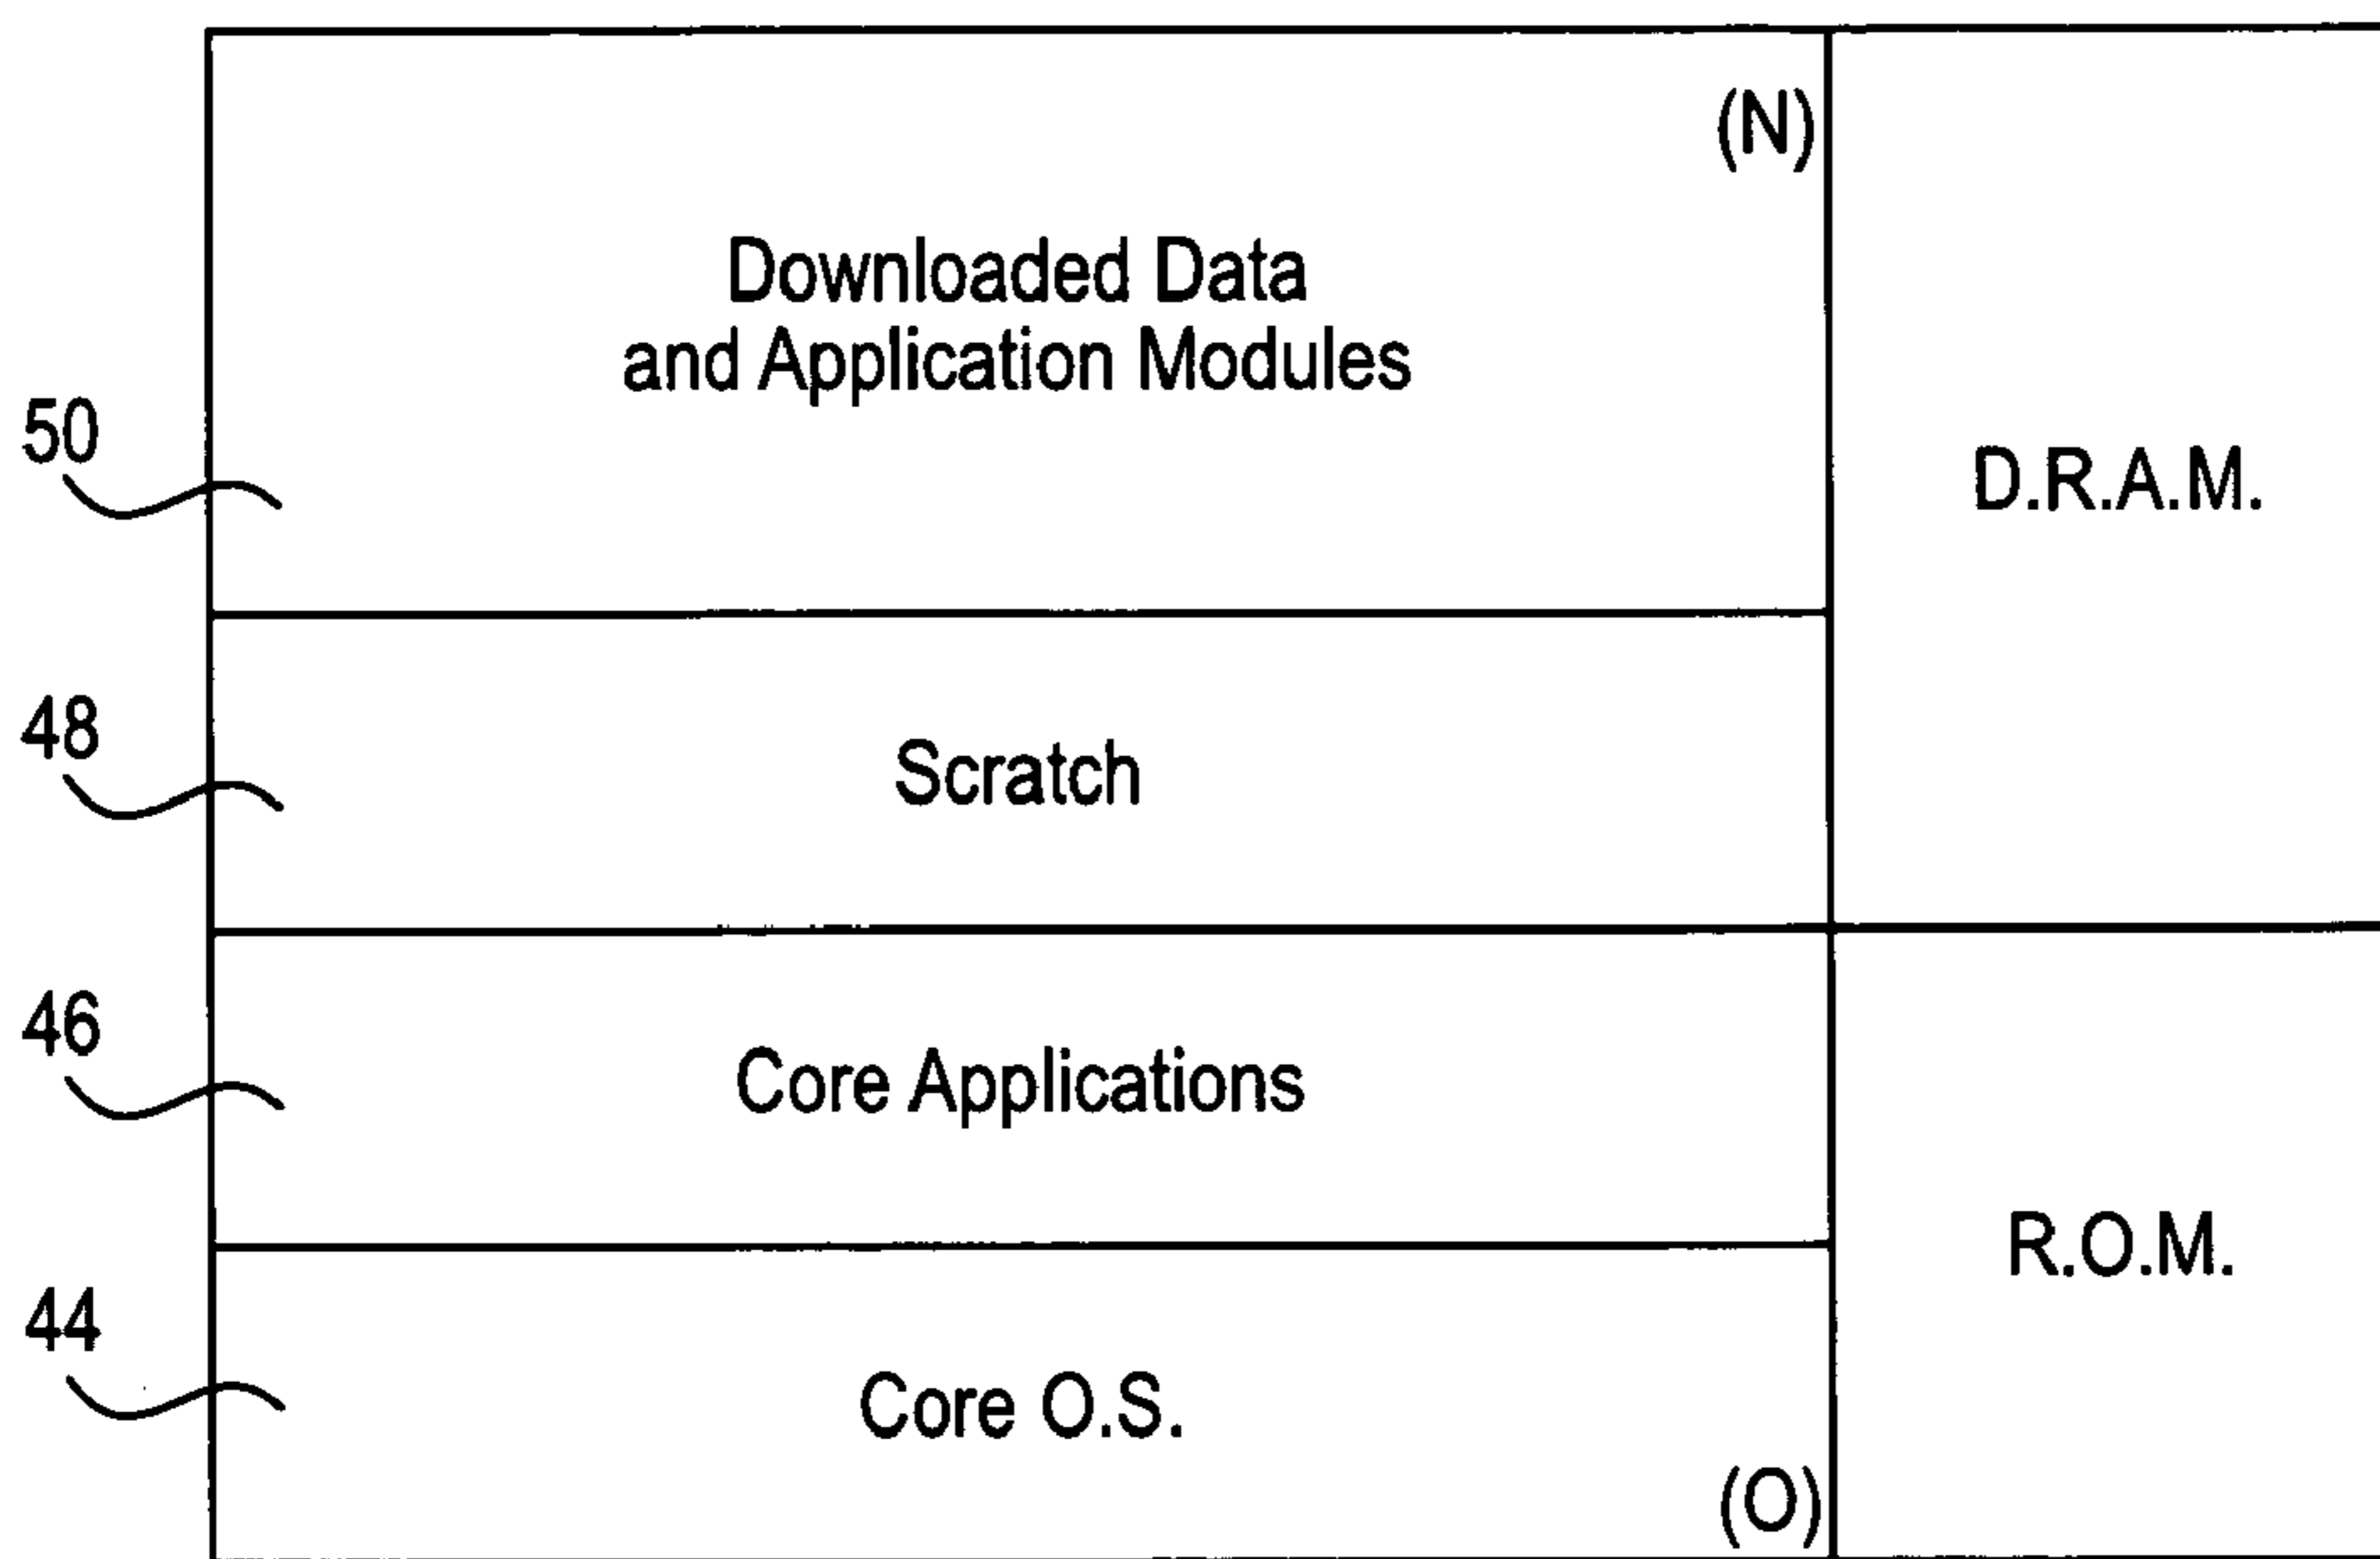 (N)
Downloaded Data
and Application Modules
50
D.R.A.M.
48
Scratch
46
Core Applications
R.O.M.
44
Core O.S.
(O)